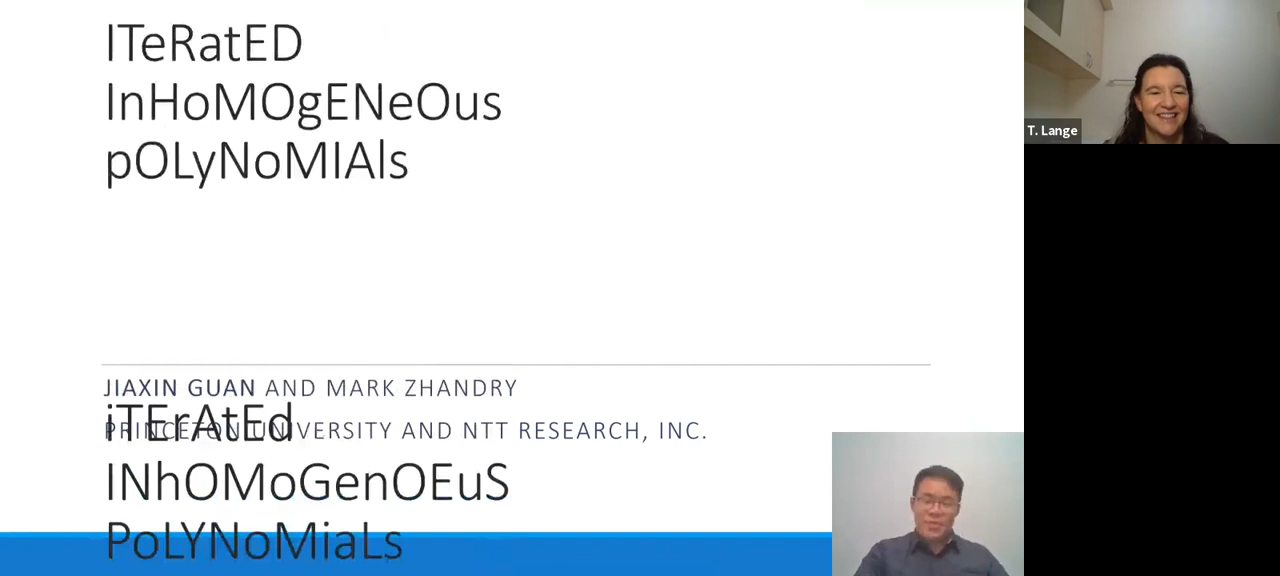 ITeRatED
InHoMOgENeOus
pOLyNoMIAls
JIAXIN GUAN AND MARK ZHANDRY
PRINCETON UNIVERSITY AND NTT RESEARCH, INC.
iTErAtEd
INhOMoGenOEuS
PoLYNoMiaLs
T. Lange